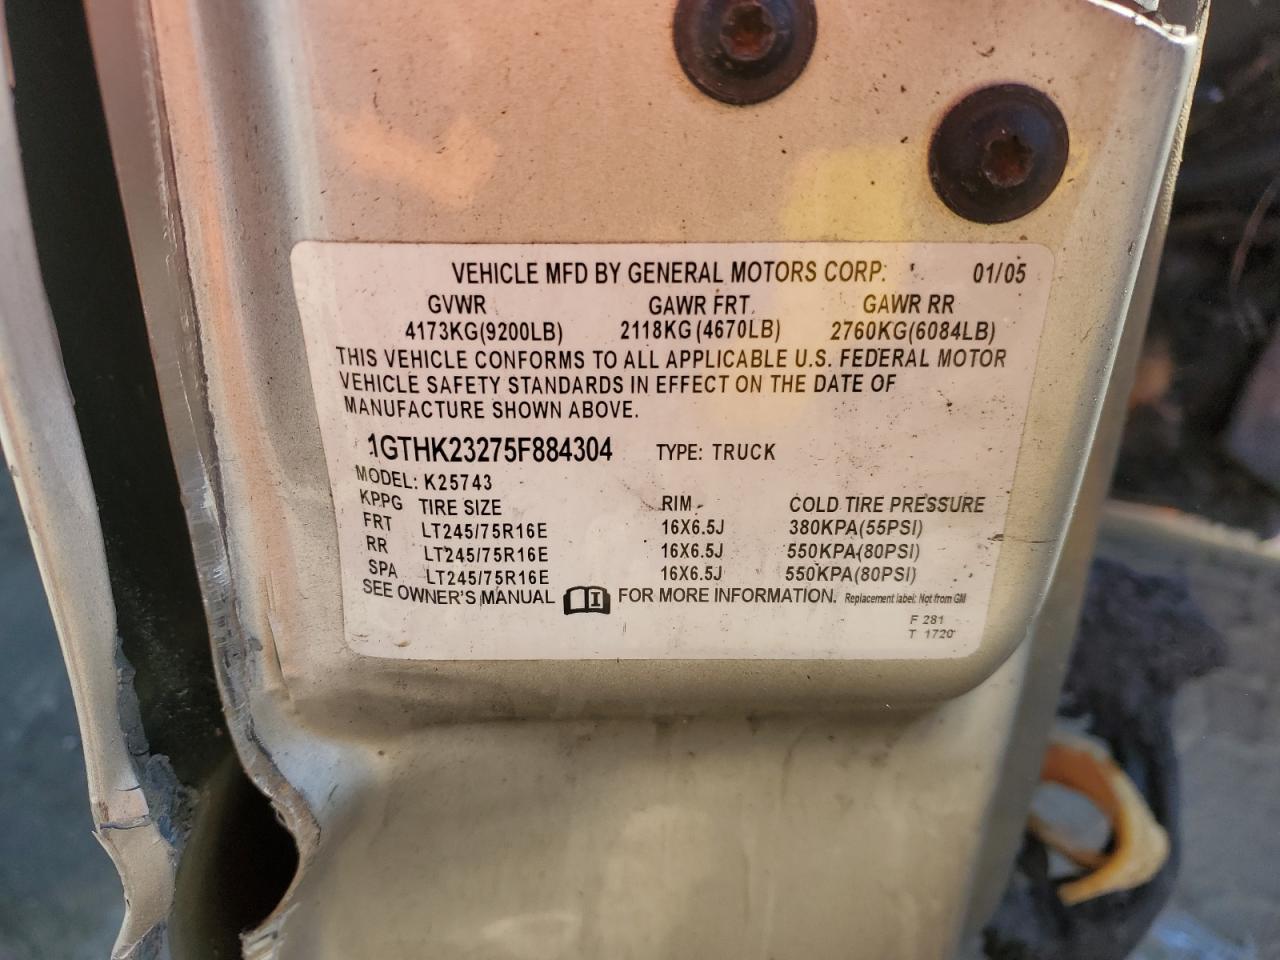 VEHICLE MFD BY GENERAL MOTORS CORP. 01/05
GVWR GAWR FRT. GAWR RR
4173KG(9200LB) 2118KG(4670LB) 2760KG(6084LB)
THIS VEHICLE CONFORMS TO ALL APPLICABLE U.S. FEDERAL MOTOR
VEHICLE SAFETY STANDARDS IN EFFECT ON THE DATE OF
MANUFACTURE SHOWN ABOVE.
1GTHK23275F884304 TYPE: TRUCK
MODEL: K25743
KPPG TIRE SIZE RIM COLD TIRE PRESSURE
FRT LT245/75R16E 16X6.5J 380KPA(55PSI)
RR LT245/75R16E 16X6.5J 550KPA(80PSI)
SPA LT245/75R16E 16X6.5J 550KPA(80PSI)
SEE OWNER'S MANUAL FOR MORE INFORMATION. Replacement label: Not from GM
F 281
T 1720